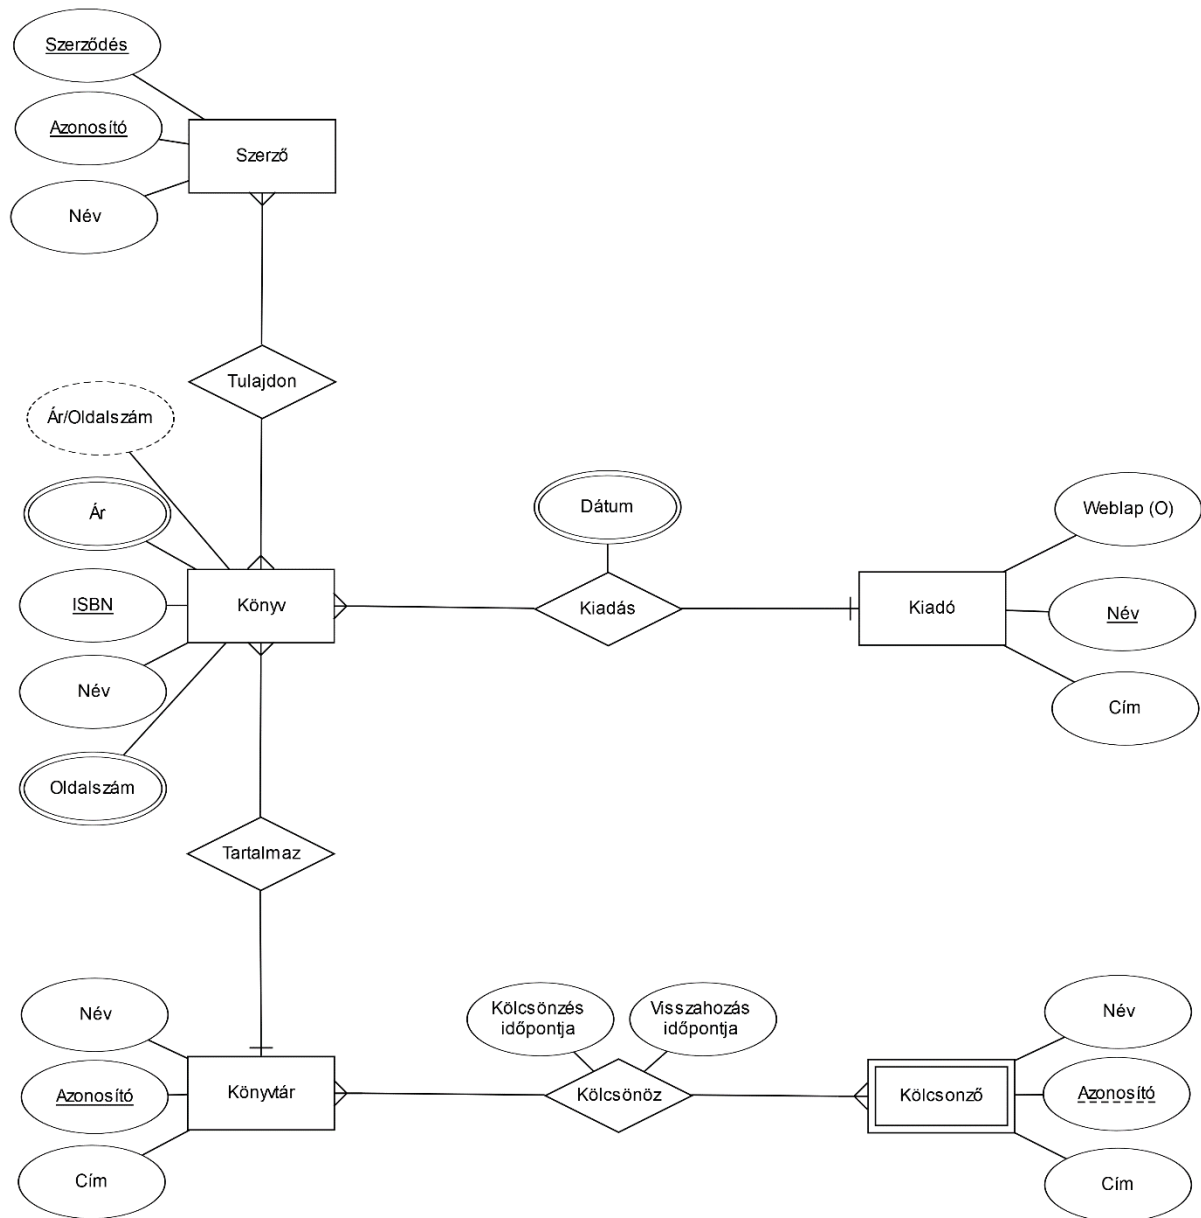 Szerződés
Azonosító
Szerző
Név
Tulajdon
Ár/Oldalszám
Ár
Dátum
Weblap (O)
ISBN
Könyv
Kiadás
Kiadó
Név
Név
Cím
Oldalszám
Tartalmaz
Név
Kölcsönzés
időpontja
Visszahozás
időpontja
Név
Azonosító
Könyvtár
Kölcsönöz
Kölcsonző
Azonosító
Cím
Cím